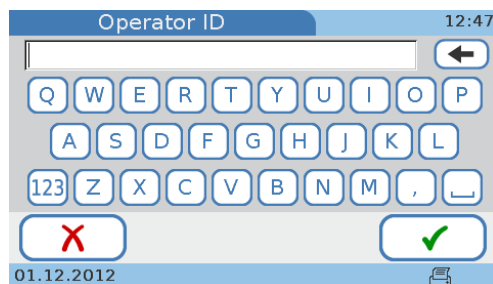 Operator ID 12:47
Q W E R T Y U I O P
A S D F G H J K L
123 Z X C V B N M ,
01.12.2012